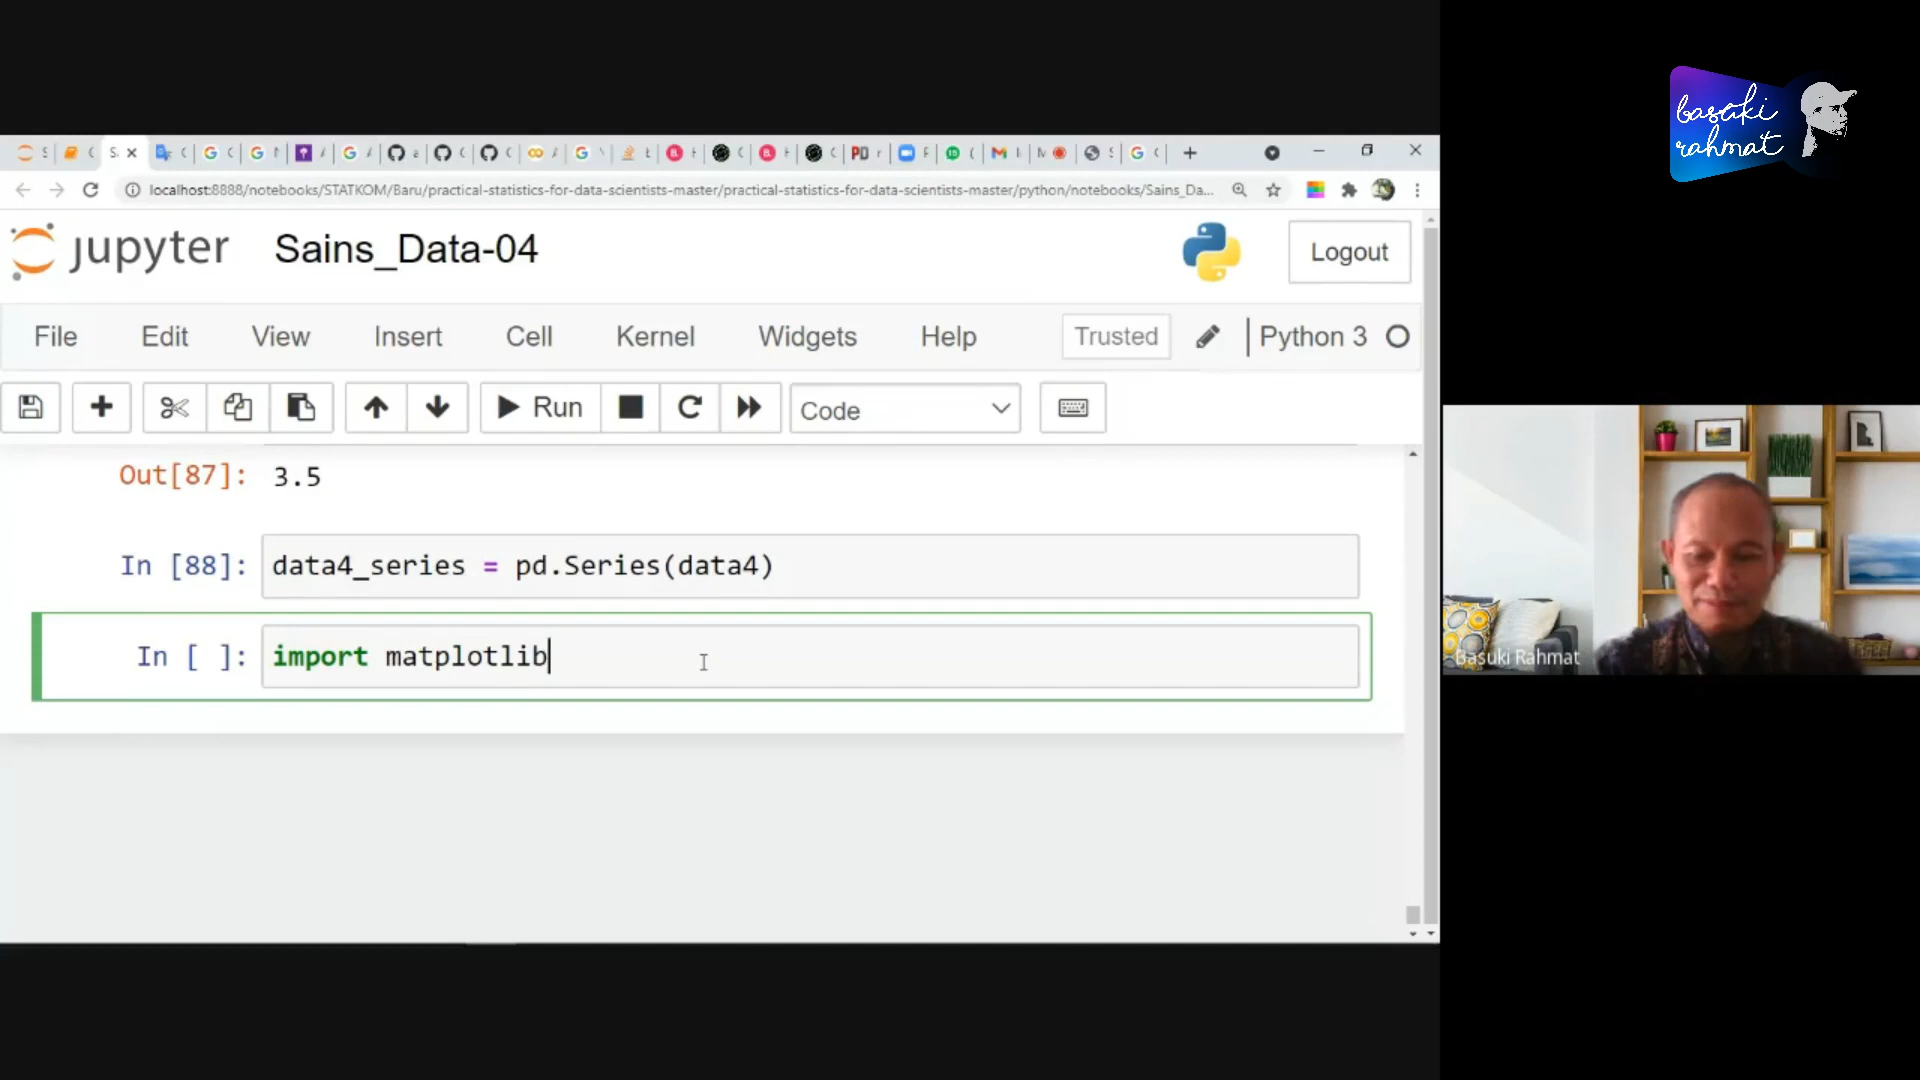 basuki
rahmat
localhost:8888/notebooks/STATKOM/Baru/practical-statistics-for-data-scientists-master/practical-statistics-for-data-scientists-master/python/notebooks/Sains_Da...
jupyter Sains_Data-04 Logout
File Edit View Insert Cell Kernel Widgets Help Trusted Python 3
Run Code
Out[87]: 3.5
In [88]: data4_series = pd.Series(data4)
In [ ]: import matplotlib
Basuki Rahmat